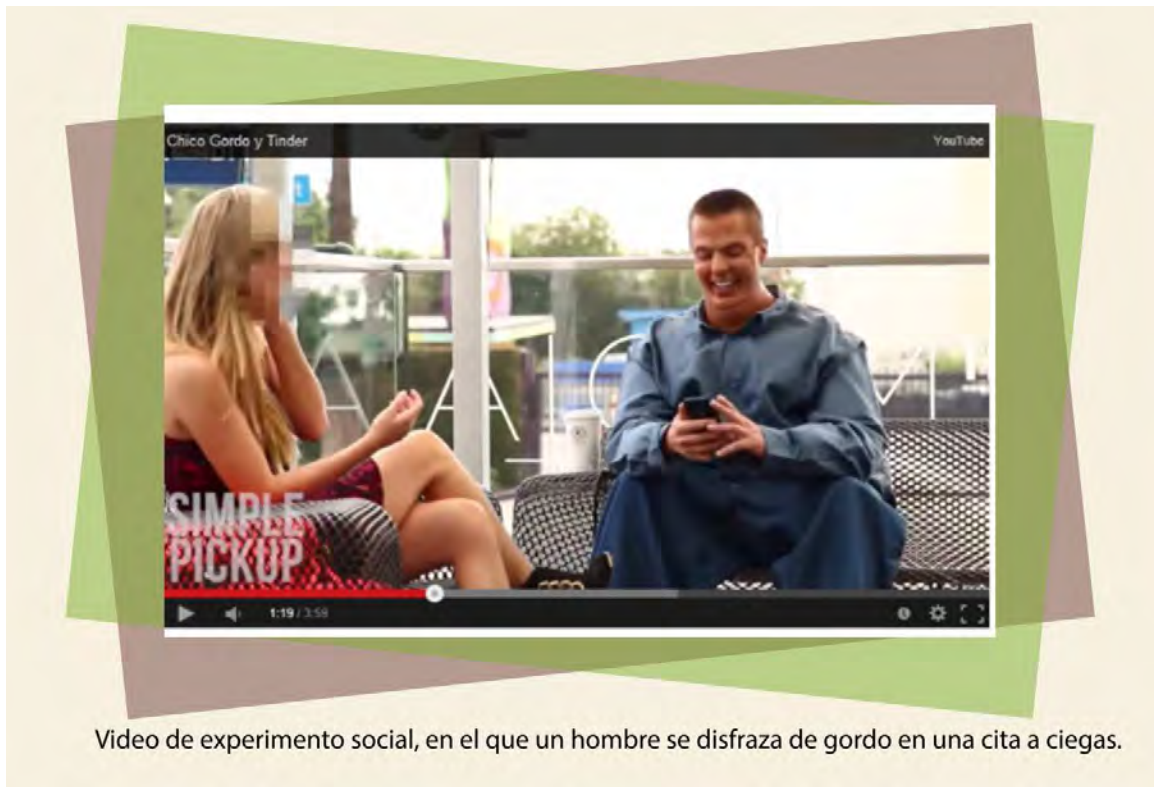 Chico Gordo y Tinder
YouTube
SIMPLE
PICKUP
1:19 / 3:59
Video de experimento social, en el que un hombre se disfraza de gordo en una cita a ciegas.